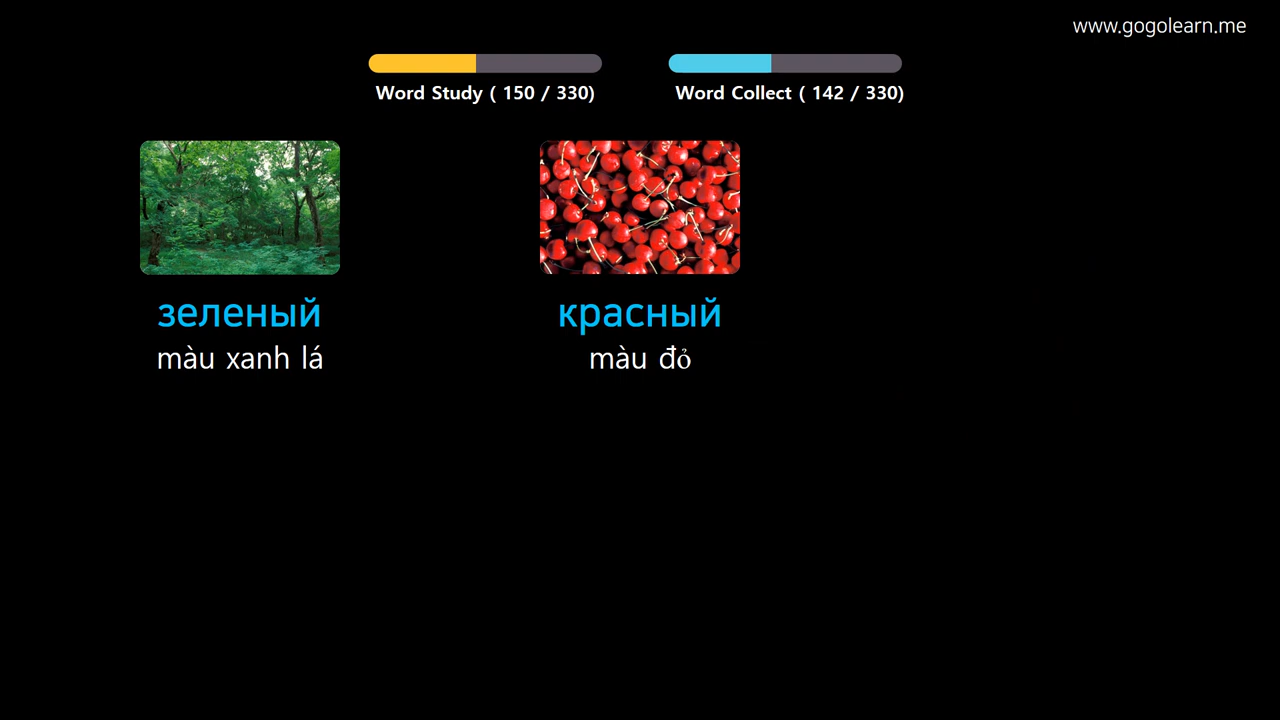 www.gogolearn.me
Word Study ( 150 / 330)
Word Collect ( 142 / 330)
зеленый
màu xanh lá
красный
màu đỏ